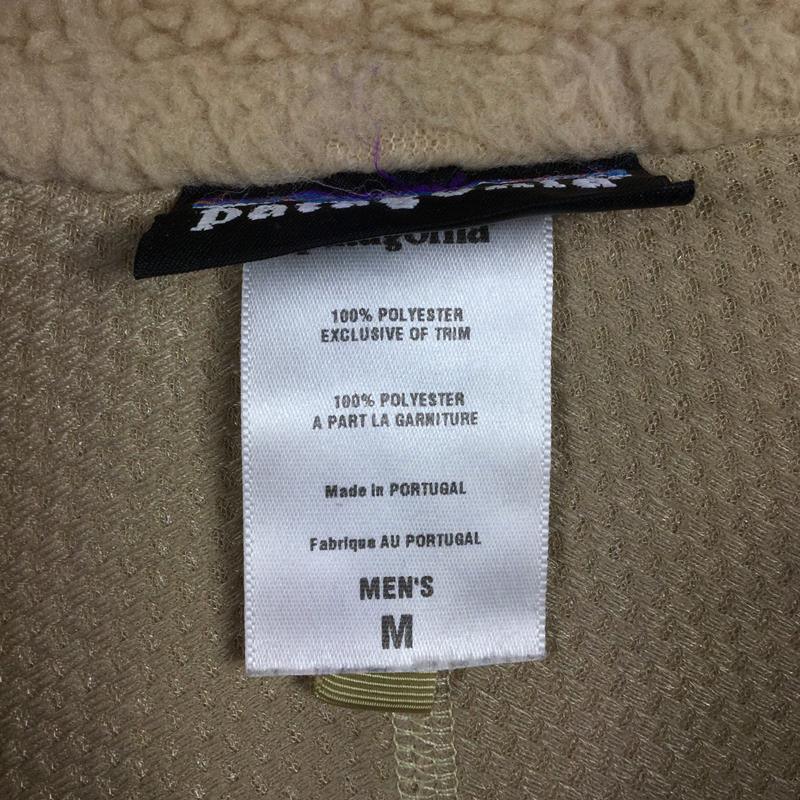 patagonia
patagonia
100% POLYESTER
EXCLUSIVE OF TRIM
100% POLYESTER
A PART LA GARNITURE
Made in PORTUGAL
Fabrique AU PORTUGAL
MEN'S
M